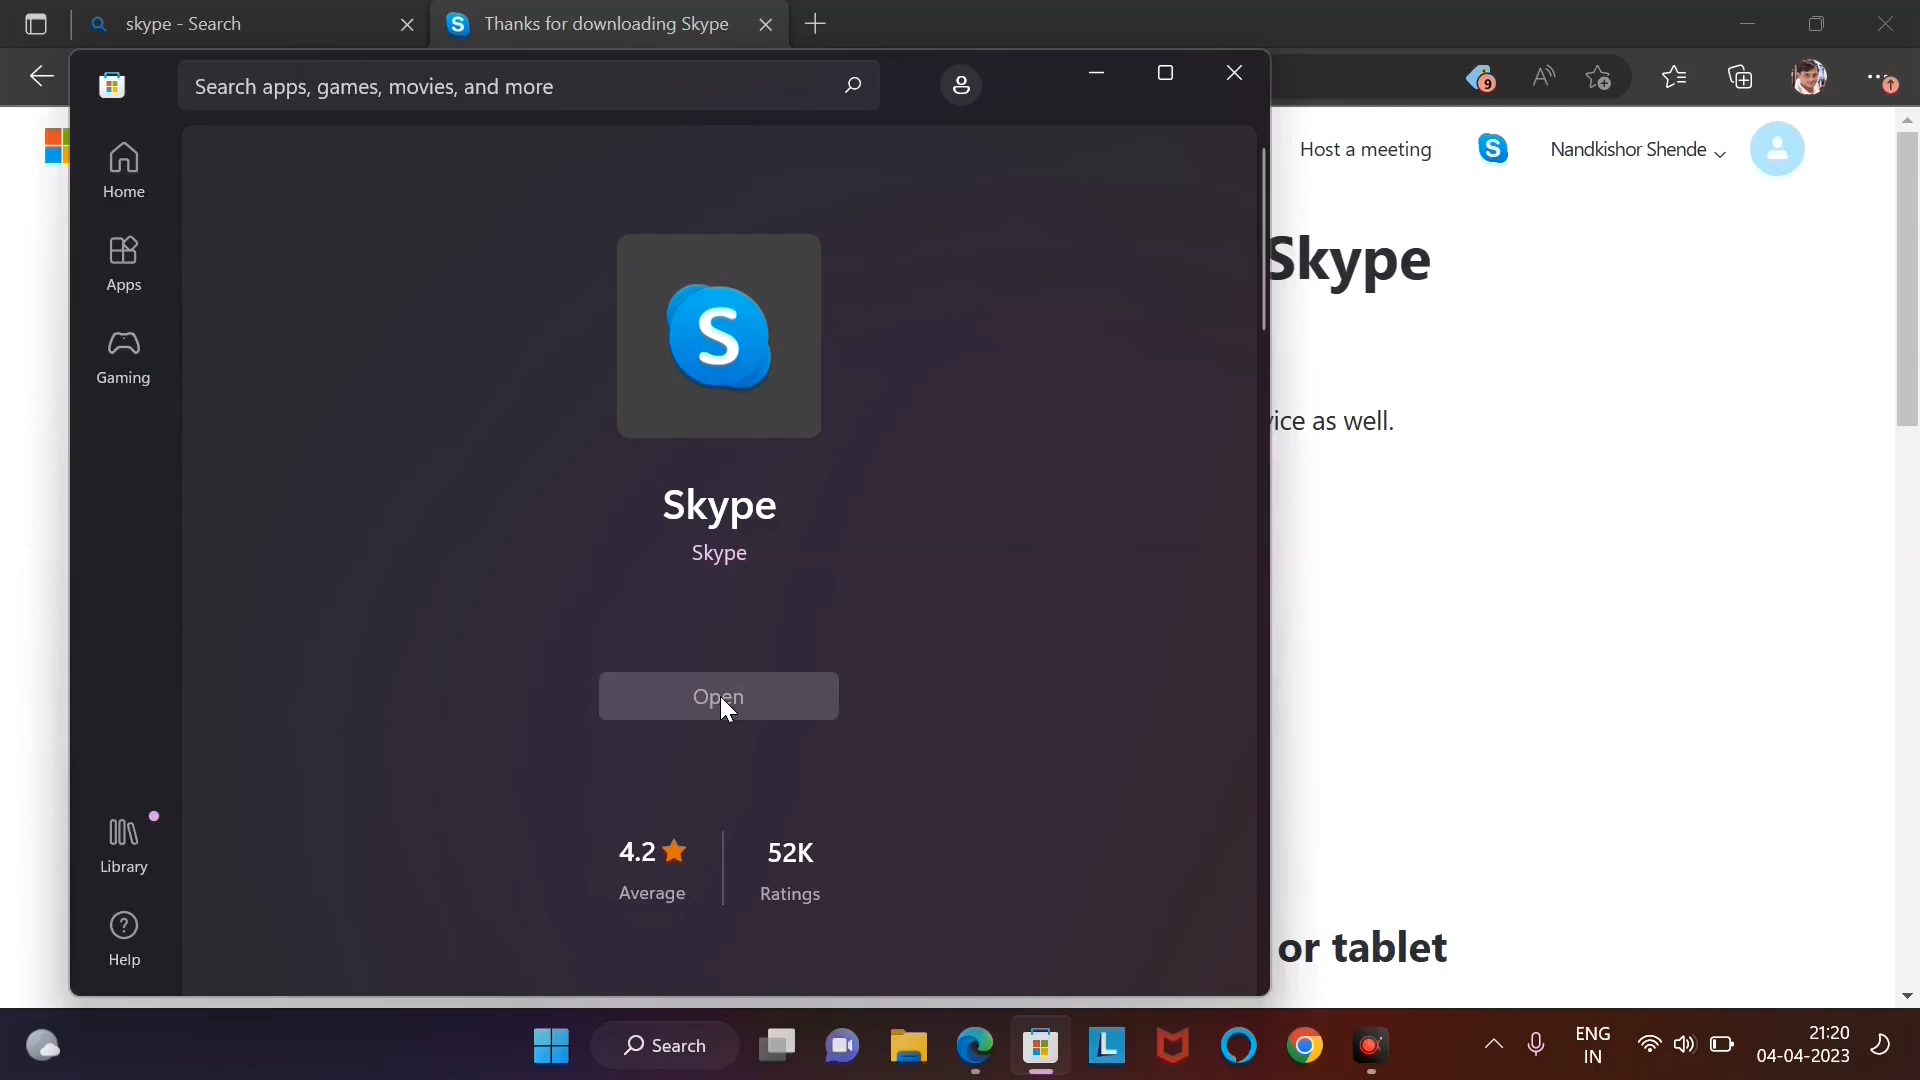 skype - Search
Thanks for downloading Skype
Search apps, games, movies, and more
9
Host a meeting
S
Nandkishor Shende
Home
Apps
Gaming
Skype
S
ice as well.
Skype
Skype
Open
4.2
52K
Average
Ratings
Library
Help
or tablet
Search
L
ENG
IN
21:20
04-04-2023